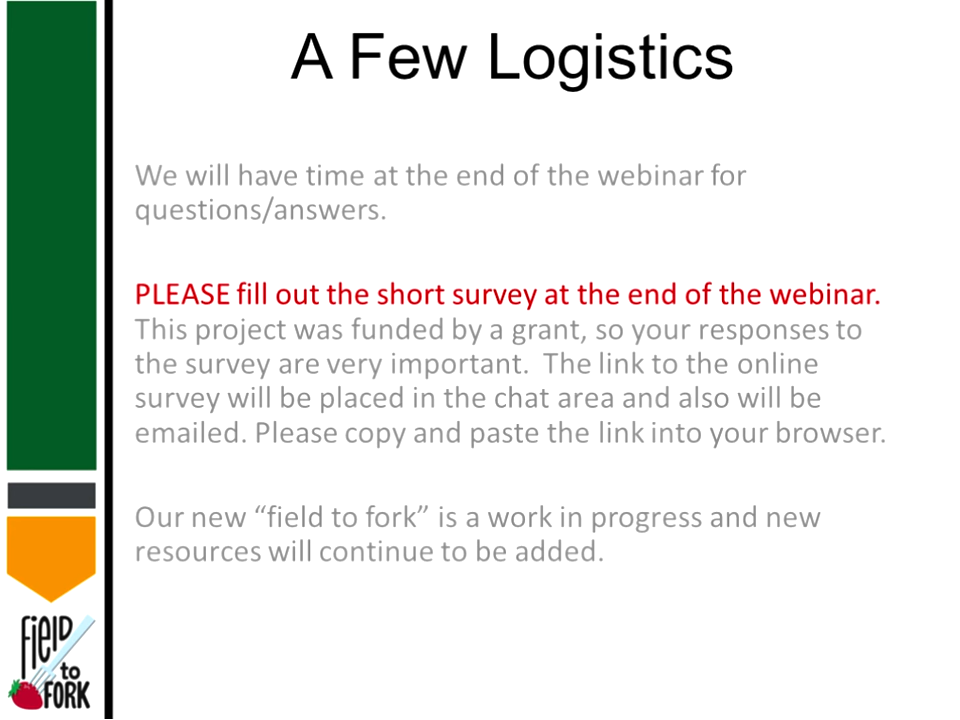 A Few Logistics
We will have time at the end of the webinar for
questions/answers.
PLEASE fill out the short survey at the end of the webinar.
This project was funded by a grant, so your responses to
the survey are very important.  The link to the online
survey will be placed in the chat area and also will be
emailed. Please copy and paste the link into your browser.
Our new “field to fork” is a work in progress and new
resources will continue to be added.
FiElD
to
FORK